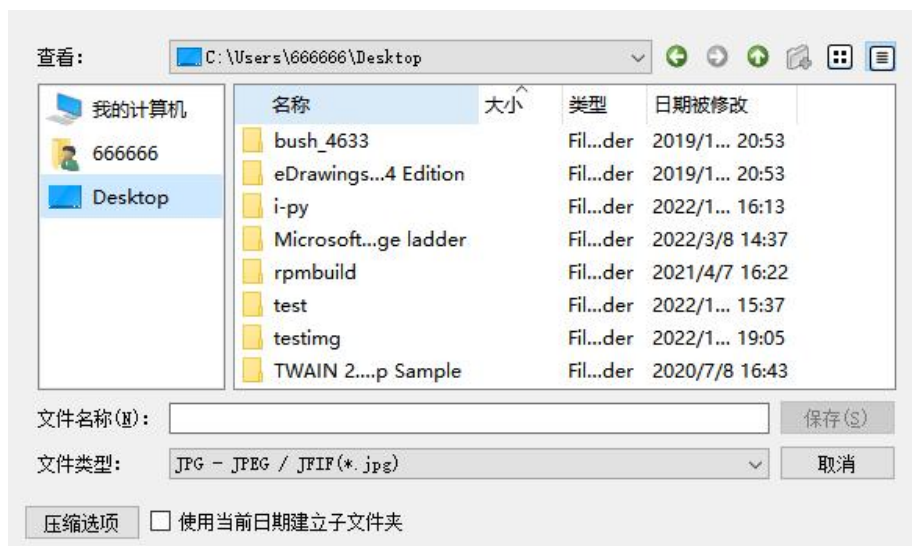 查看: C:\Users\666666\Desktop
我的计算机
666666
Desktop
名称 大小 类型 日期被修改
bush_4633 Fil...der 2019/1... 20:53
eDrawings...4 Edition Fil...der 2019/1... 20:53
i-py Fil...der 2022/1... 16:13
Microsoft...ge ladder Fil...der 2022/3/8 14:37
rpmbuild Fil...der 2021/4/7 16:22
test Fil...der 2022/1... 15:37
testimg Fil...der 2022/1... 19:05
TWAIN 2....p Sample Fil...der 2020/7/8 16:43
文件名称(N): 保存(S)
文件类型: JPG - JPEG / JFIF(*.jpg) 取消
压缩选项 使用当前日期建立子文件夹